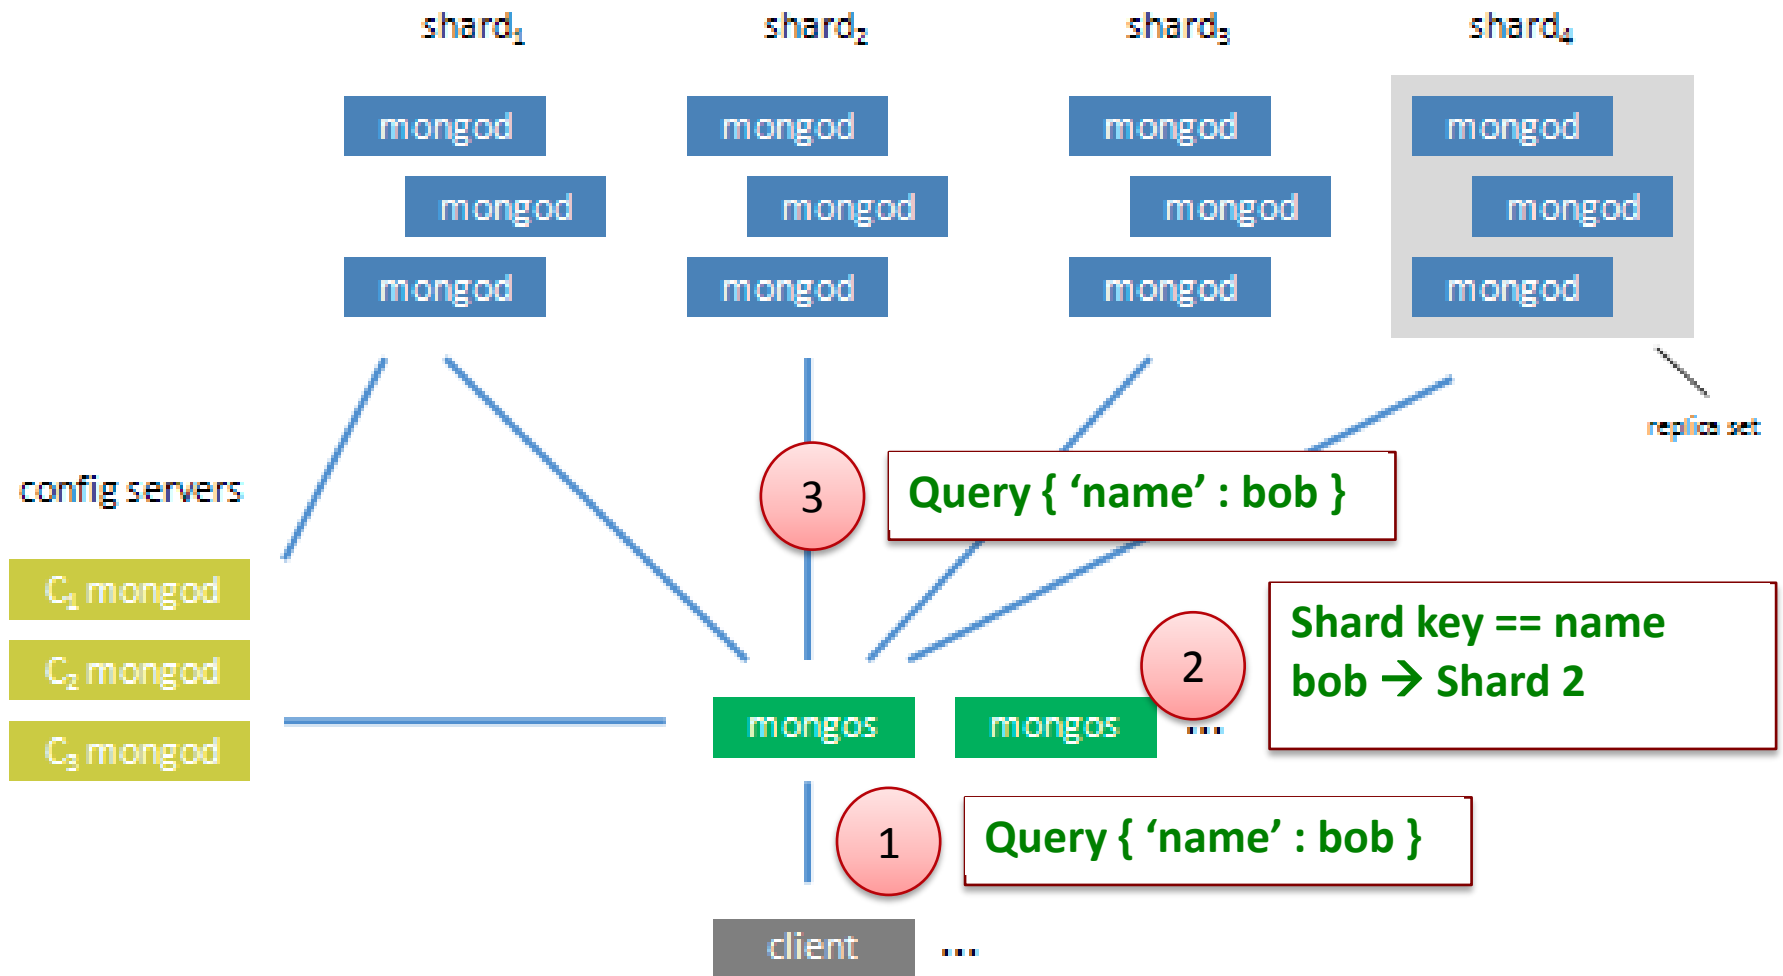 shard₁ shard₂ shard₃ shard₄
mongod mongod mongod mongod
mongod mongod mongod mongod
mongod mongod mongod mongod
replica set
config servers
3 Query { ‘name’ : bob }
C₁ mongod
C₂ mongod
C₃ mongod
2 Shard key == name
bob → Shard 2
mongos mongos ...
1 Query { ‘name’ : bob }
client ...